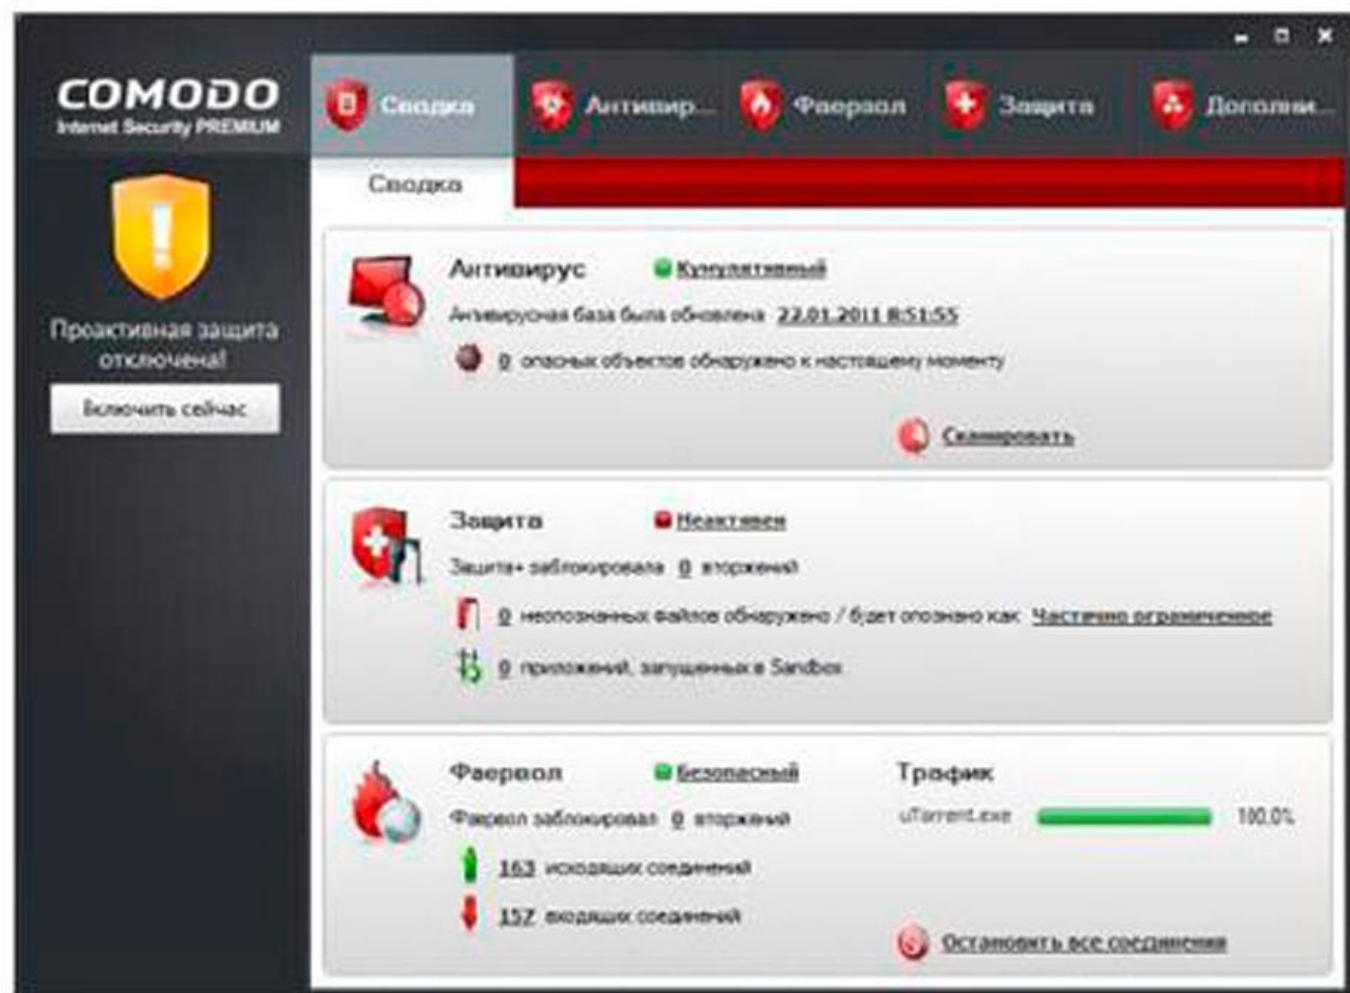 COMODO
Internet Security PREMIUM
Сводка
Антивир...
Фаервол
Защита
Дополни...
Сводка
Проактивная защита
отключена!
Включить сейчас
Антивирус
Кумулятивный
Антивирусная база была обновлена 22.01.2011 8:51:55
0 опасных объектов обнаружено к настоящему моменту
Сканировать
Защита
Неактивен
Защита+ заблокировала 0 вторжений
0 неопознанных файлов обнаружено / будет опознано как Частично ограниченное
0 приложений, запущенных в Sandbox
Фаервол
Безопасный
Фаервол заблокировал 0 вторжений
163 исходящих соединений
157 входящих соединений
Трафик
uTorrent.exe 100.0%
Остановить все соединения